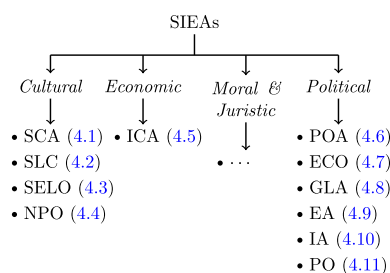 SIEAs
Cultural
• SCA (4.1)
• SLC (4.2)
• SELO (4.3)
• NPO (4.4)
Economic
• ICA (4.5)
Moral &
Juristic
• ···
Political
• POA (4.6)
• ECO (4.7)
• GLA (4.8)
• EA (4.9)
• IA (4.10)
• PO (4.11)